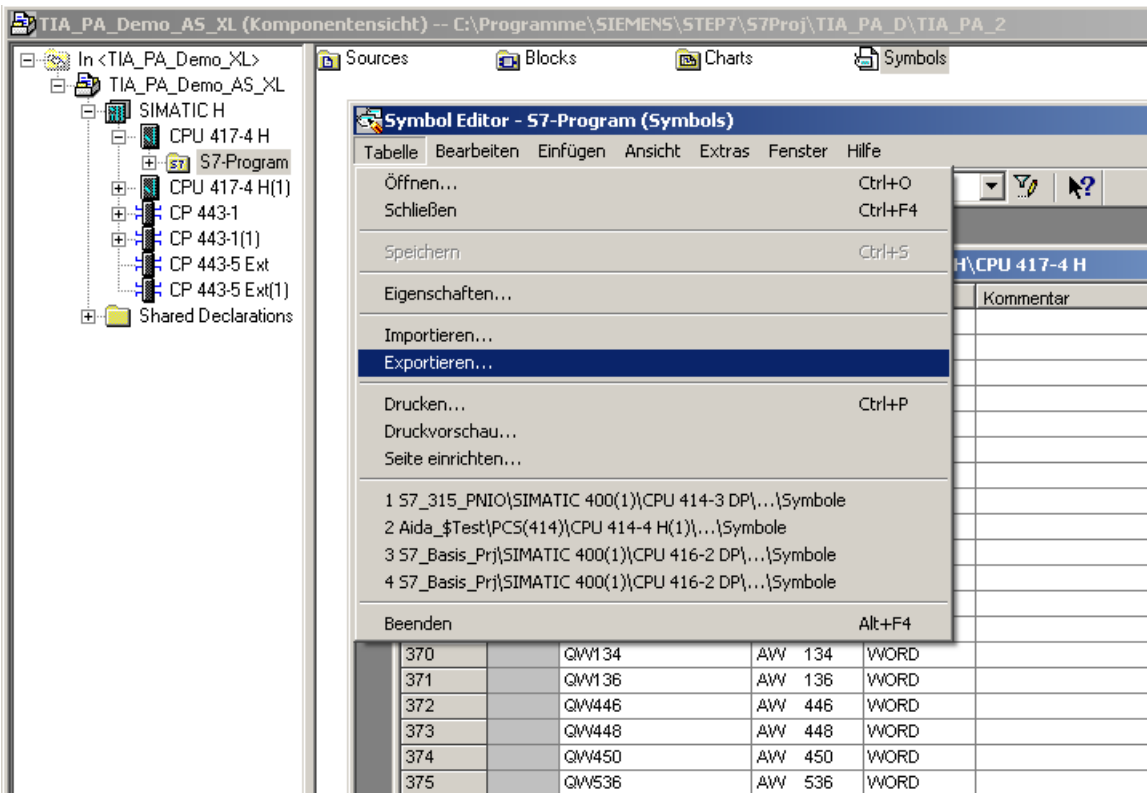 TIA_PA_Demo_AS_XL (Komponentensicht) -- C:\Programme\SIEMENS\STEP7\S7Proj\TIA_PA_D\TIA_PA_2
In <TIA_PA_Demo_XL>
TIA_PA_Demo_AS_XL
SIMATIC H
CPU 417-4 H
S7
S7-Program
CPU 417-4 H(1)
CP 443-1
CP 443-1(1)
CP 443-5 Ext
CP 443-5 Ext(1)
Shared Declarations
Sources Blocks Charts Symbols
Symbol Editor - S7-Program (Symbols)
Tabelle Bearbeiten Einfügen Ansicht Extras Fenster Hilfe
Öffnen... Ctrl+O
Schließen Ctrl+F4
Speichern Ctrl+S
Eigenschaften...
Importieren...
Exportieren...
Drucken... Ctrl+P
Druckvorschau...
Seite einrichten...
1 S7_315_PNIO\SIMATIC 400(1)\CPU 414-3 DP\...\Symbole
2 Aida_$Test\PCS(414)\CPU 414-4 H(1)\...\Symbole
3 S7_Basis_Prj\SIMATIC 400(1)\CPU 416-2 DP\...\Symbole
4 S7_Basis_Prj\SIMATIC 400(1)\CPU 416-2 DP\...\Symbole
Beenden Alt+F4
H\CPU 417-4 H
Kommentar
370 QW134 AW 134 WORD
371 QW136 AW 136 WORD
372 QW446 AW 446 WORD
373 QW448 AW 448 WORD
374 QW450 AW 450 WORD
375 QW536 AW 536 WORD